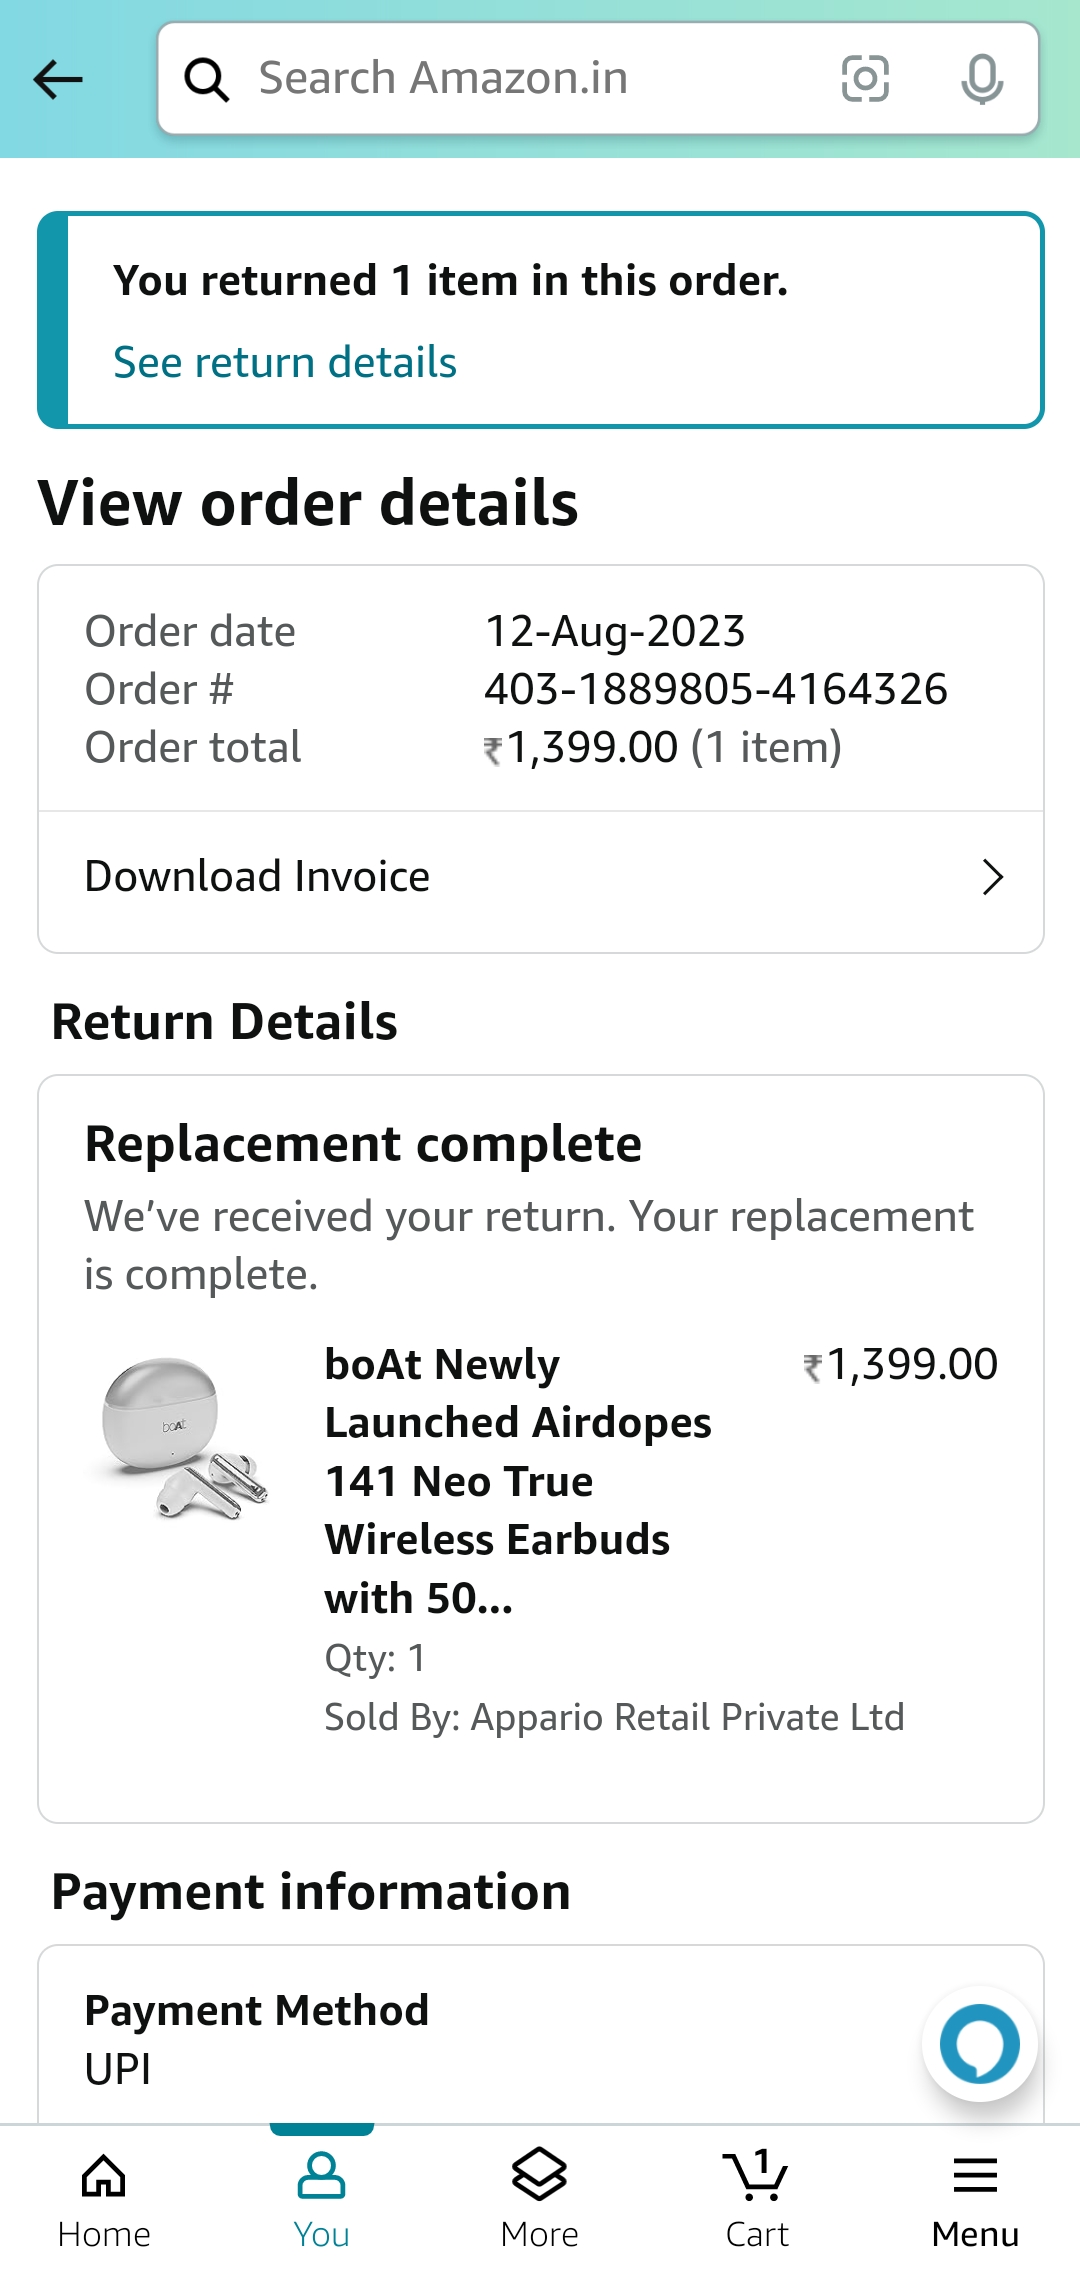 Search Amazon.in
You returned 1 item in this order.
See return details
View order details
Order date 12-Aug-2023
Order # 403-1889805-4164326
Order total ₹1,399.00 (1 item)
Download Invoice
Return Details
Replacement complete
We’ve received your return. Your replacement
is complete.
boAt
boAt Newly ₹1,399.00
Launched Airdopes
141 Neo True
Wireless Earbuds
with 50...
Qty: 1
Sold By: Appario Retail Private Ltd
Payment information
Payment Method
UPI
1
Home You More Cart Menu